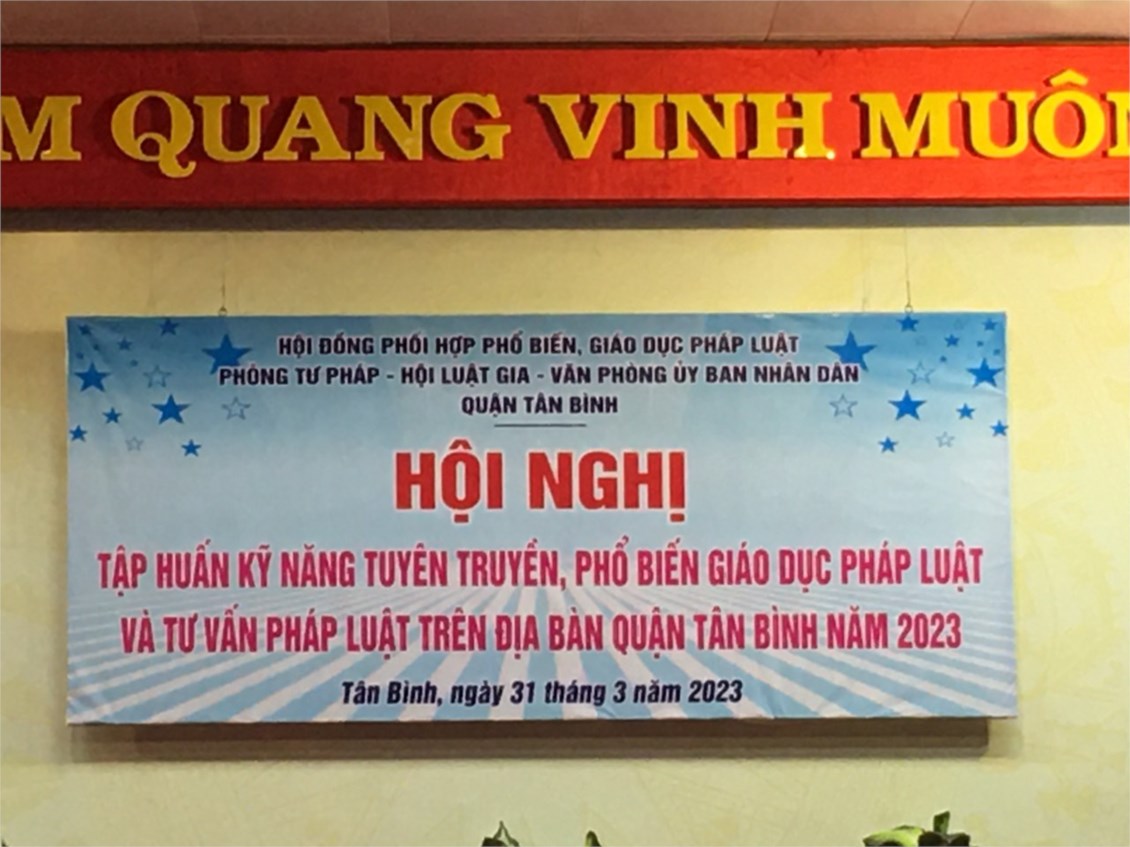 QUANG VINH
HỘI ĐỒNG PHỐI HỢP PHỔ BIẾN, GIÁO DỤC PHÁP LUẬT
PHÒNG TƯ PHÁP - HỘI LUẬT GIA - VĂN PHÒNG ỦY BAN NHÂN DÂN
QUẬN TÂN BÌNH
HỘI NGHỊ
TẬP HUẤN KỸ NĂNG TUYÊN TRUYỀN, PHỔ BIẾN GIÁO DỤC PHÁP LUẬT
VÀ TƯ VẤN PHÁP LUẬT TRÊN ĐỊA BÀN QUẬN TÂN BÌNH NĂM 2023
Tân Bình, ngày 31 tháng 3 năm 2023